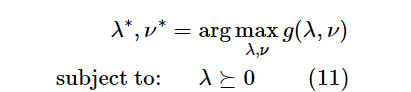 λ*, ν* = arg max g(λ, ν)
λ,ν
subject to: λ ⪰ 0 (11)